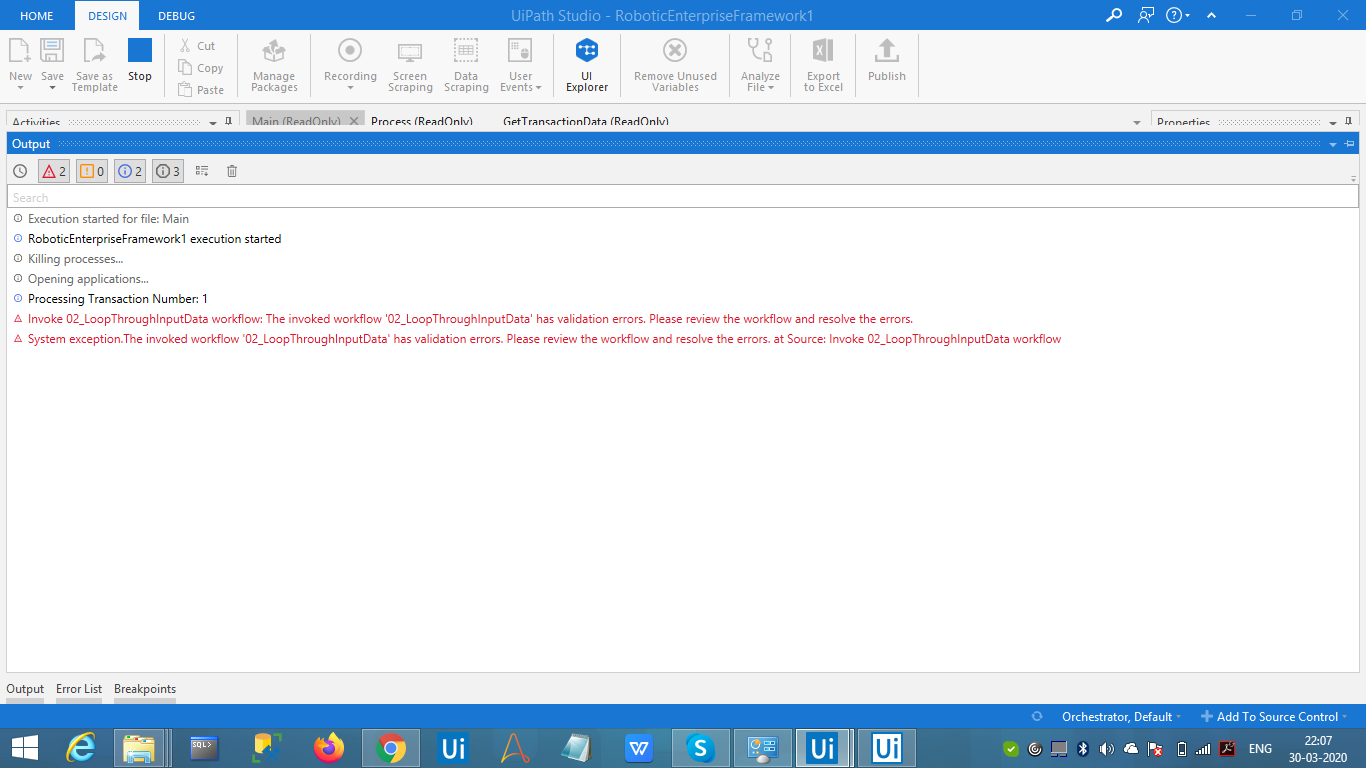 HOME DESIGN DEBUG UiPath Studio - RoboticEnterpriseFramework1
New Save Save as Template Stop Cut Copy Paste Manage Packages Recording Screen Scraping Data Scraping User Events UI Explorer Remove Unused Variables Analyze File Export to Excel Publish
Activities Main (ReadOnly) Process (ReadOnly) GetTransactionData (ReadOnly) Properties
Output
2 0 2 3
Search
Execution started for file: Main
RoboticEnterpriseFramework1 execution started
Killing processes...
Opening applications...
Processing Transaction Number: 1
Invoke 02_LoopThroughInputData workflow: The invoked workflow '02_LoopThroughInputData' has validation errors. Please review the workflow and resolve the errors.
System exception.The invoked workflow '02_LoopThroughInputData' has validation errors. Please review the workflow and resolve the errors. at Source: Invoke 02_LoopThroughInputData workflow
Output Error List Breakpoints
Orchestrator, Default Add To Source Control
SQL> Ui W S Ui Ui ENG 22:07
30-03-2020